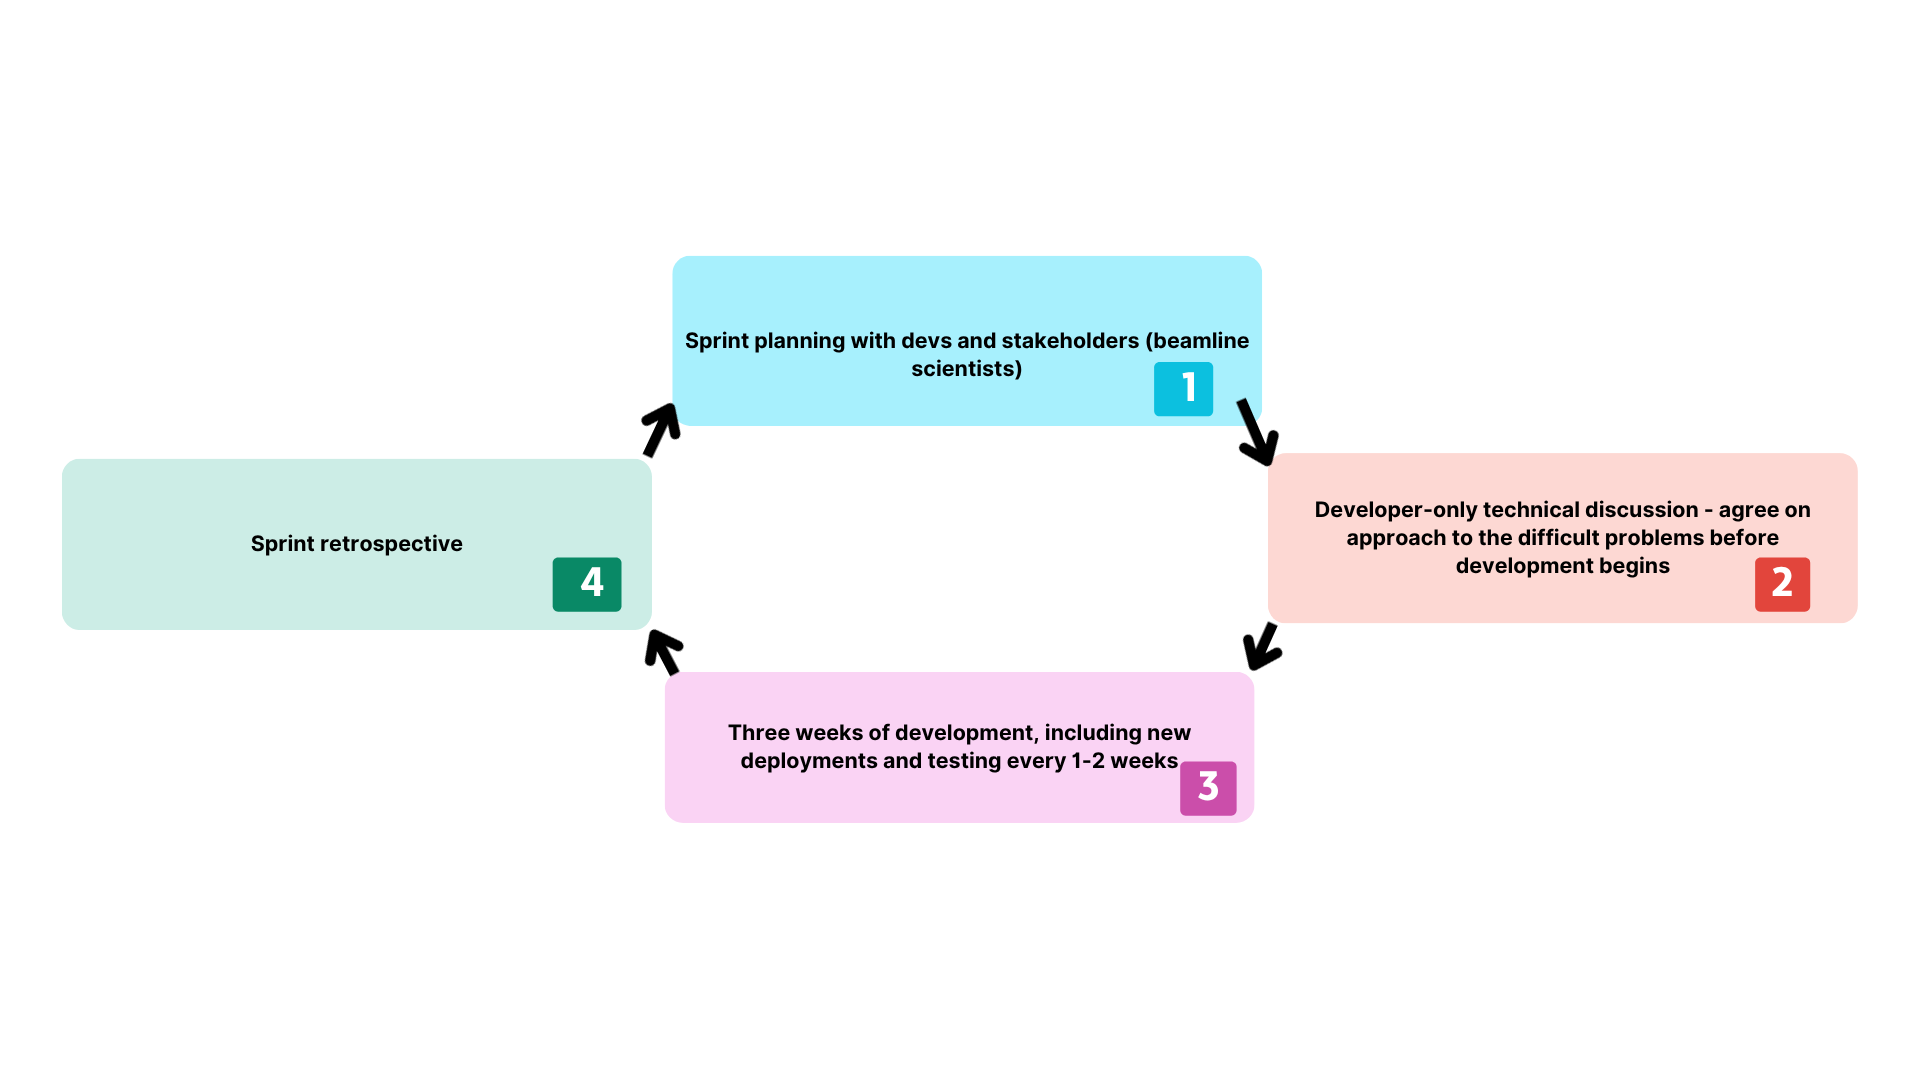 Sprint planning with devs and stakeholders (beamline
scientists)
1
Developer-only technical discussion - agree on
approach to the difficult problems before
development begins
2
Three weeks of development, including new
deployments and testing every 1-2 weeks
3
Sprint retrospective
4